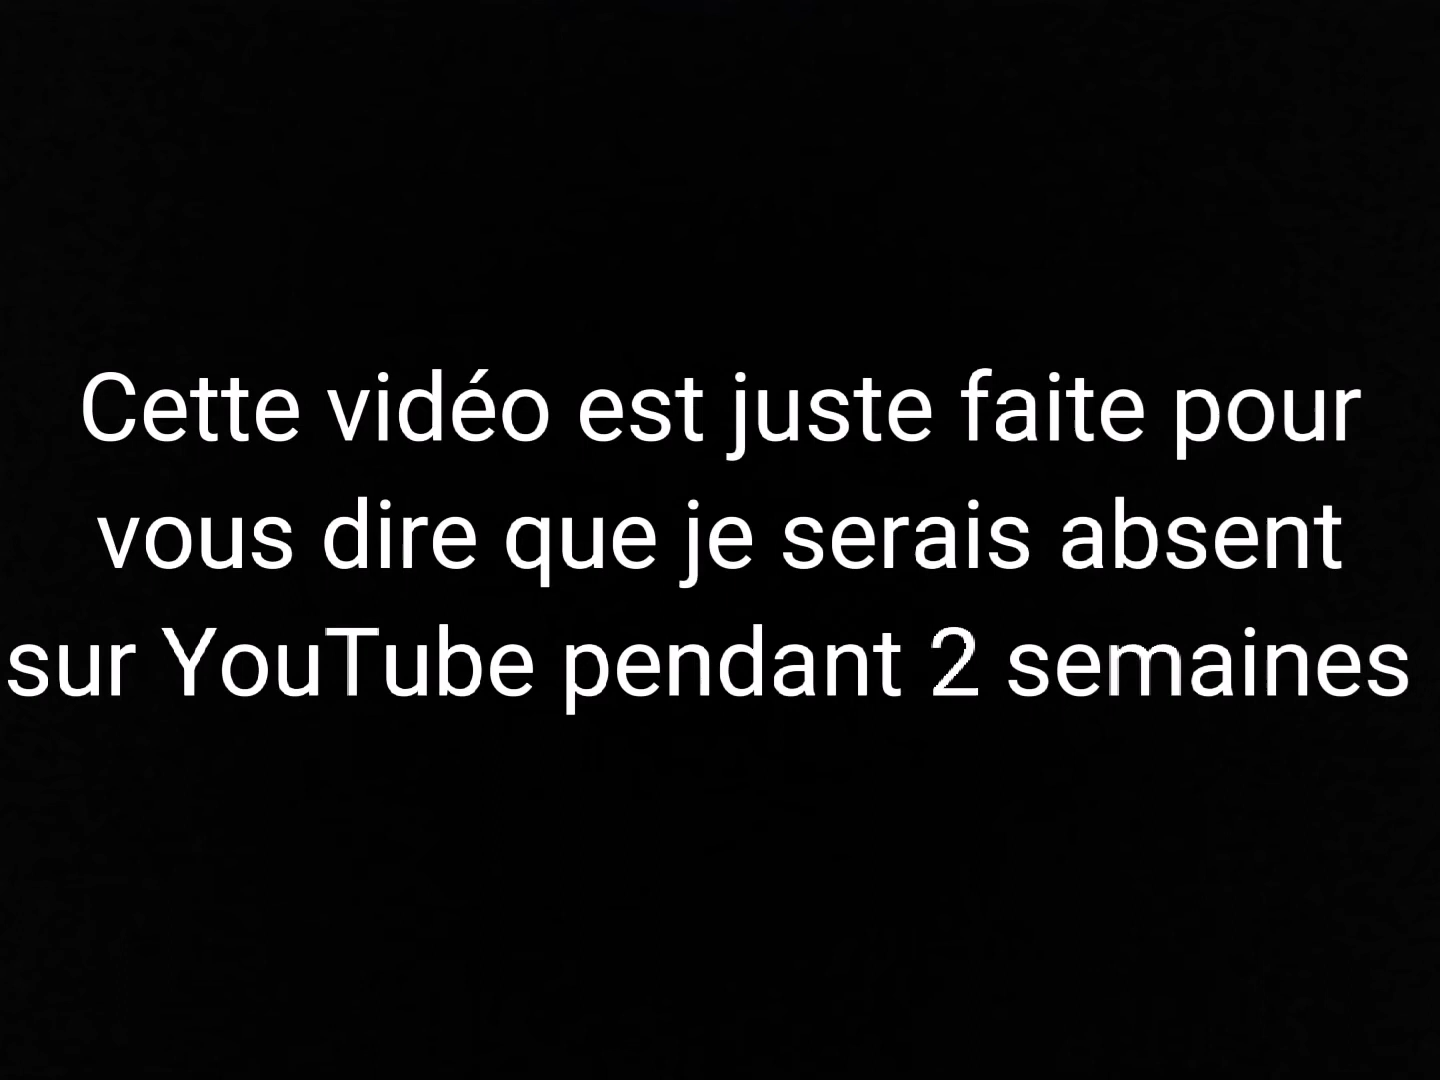 Cette vidéo est juste faite pour
vous dire que je serais absent
sur YouTube pendant 2 semaines